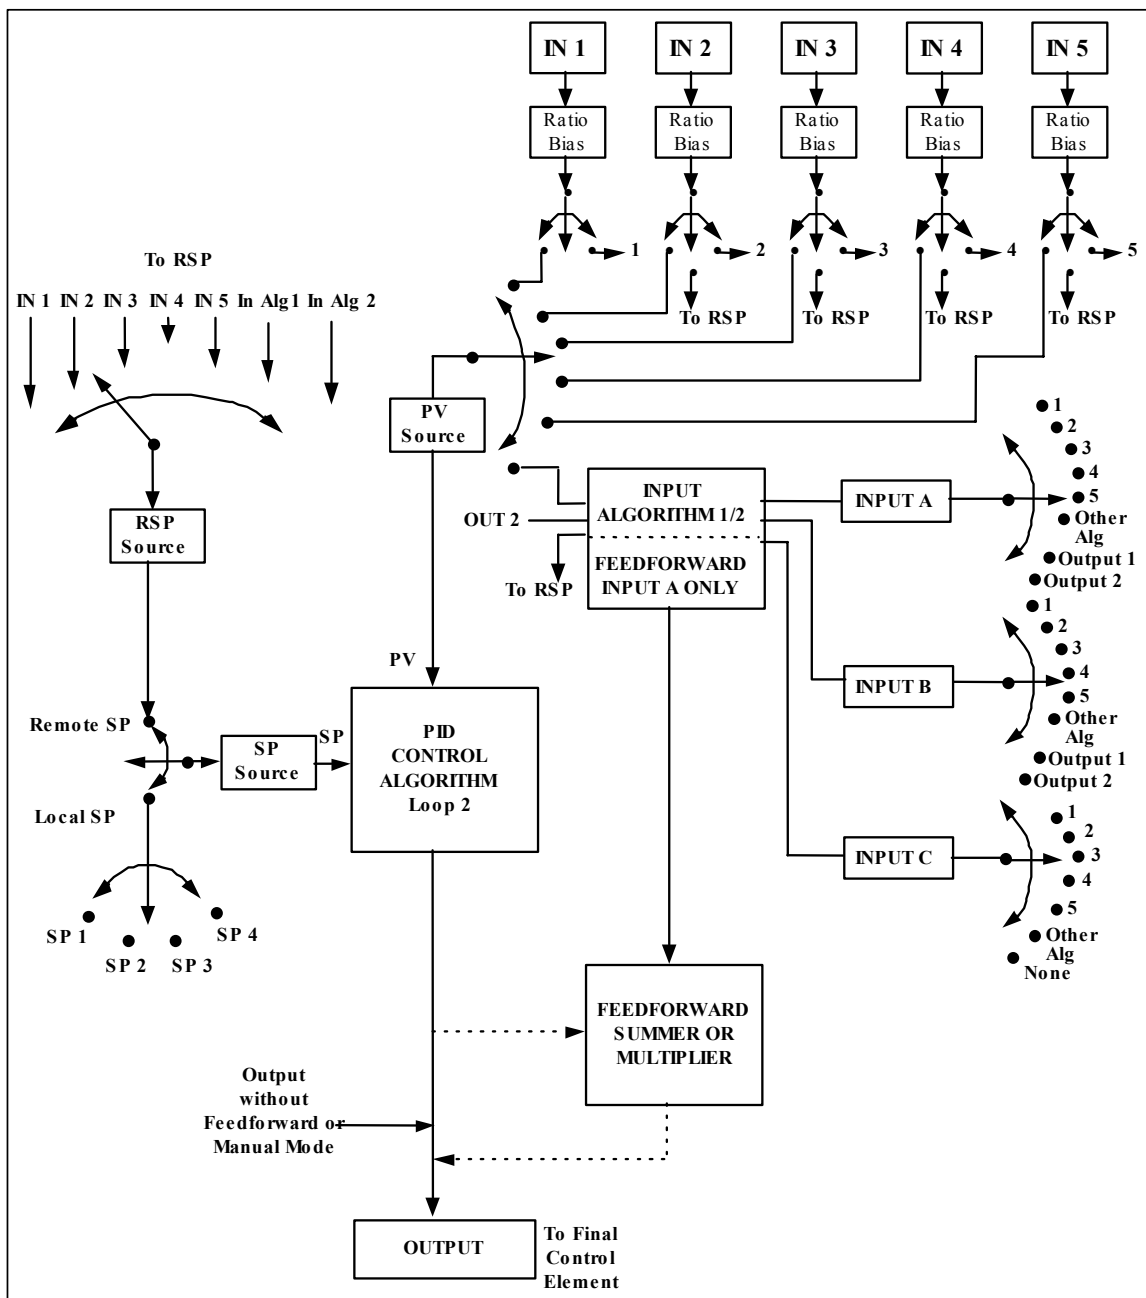 IN 1 IN 2 IN 3 IN 4 IN 5
Ratio Bias
Ratio Bias
Ratio Bias
Ratio Bias
Ratio Bias
1 2 3 4 5
To RSP To RSP To RSP To RSP
To RSP
IN 1 IN 2 IN 3 IN 4 IN 5 In Alg 1 In Alg 2
PV
Source
RSP
Source
OUT 2
To RSP
INPUT
ALGORITHM 1/2
FEEDFORWARD
INPUT A ONLY
INPUT A
1
2
3
4
5
Other
Alg
Output 1
Output 2
INPUT B
1
2
3
4
5
Other
Alg
Output 1
Output 2
INPUT C
1
2
3
4
5
Other
Alg
None
PV
Remote SP
SP
Source
SP
Local SP
PID
CONTROL
ALGORITHM
Loop 2
SP 1
SP 2
SP 3
SP 4
FEEDFORWARD
SUMMER OR
MULTIPLIER
Output
without
Feedforward or
Manual Mode
OUTPUT
To Final
Control
Element